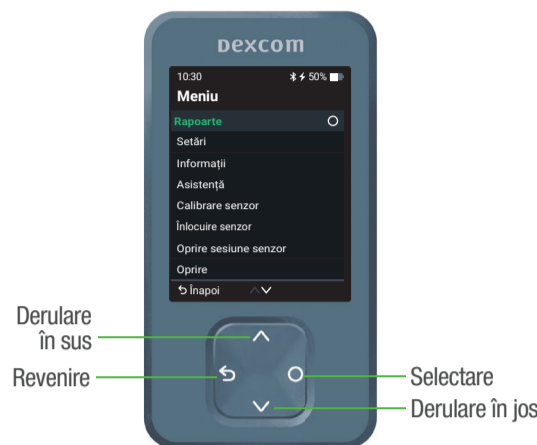 Dexcom
10:30 50%
Meniu
Rapoarte
Setări
Informații
Asistență
Calibrare senzor
Înlocuire senzor
Oprire sesiune senzor
Oprire
Înapoi
Derulare
în sus
Revenire
Selectare
Derulare în jos